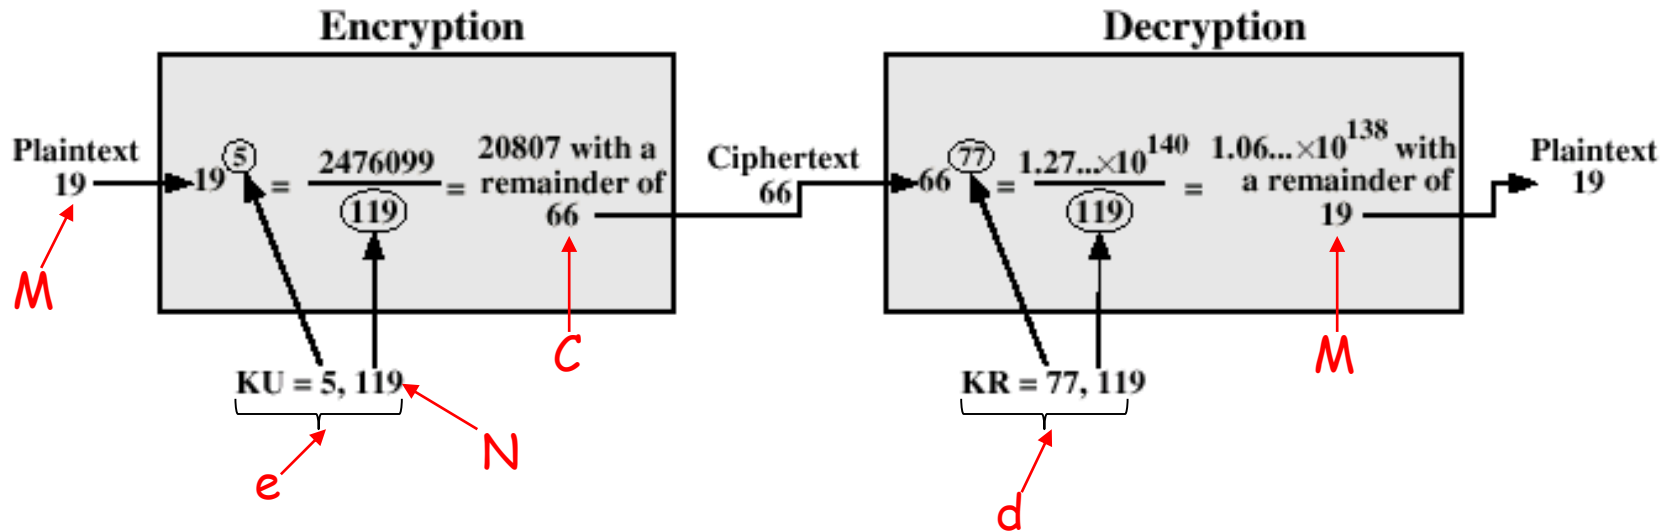 Encryption
Plaintext
19
19^5 = 2476099 / 119 = 20807 with a
remainder of
66
M
C
KU = 5, 119
e
N
Ciphertext
66
Decryption
66^77 = 1.27...×10^140 / 119 = 1.06...×10^138 with
a remainder of
19
M
KR = 77, 119
d
Plaintext
19